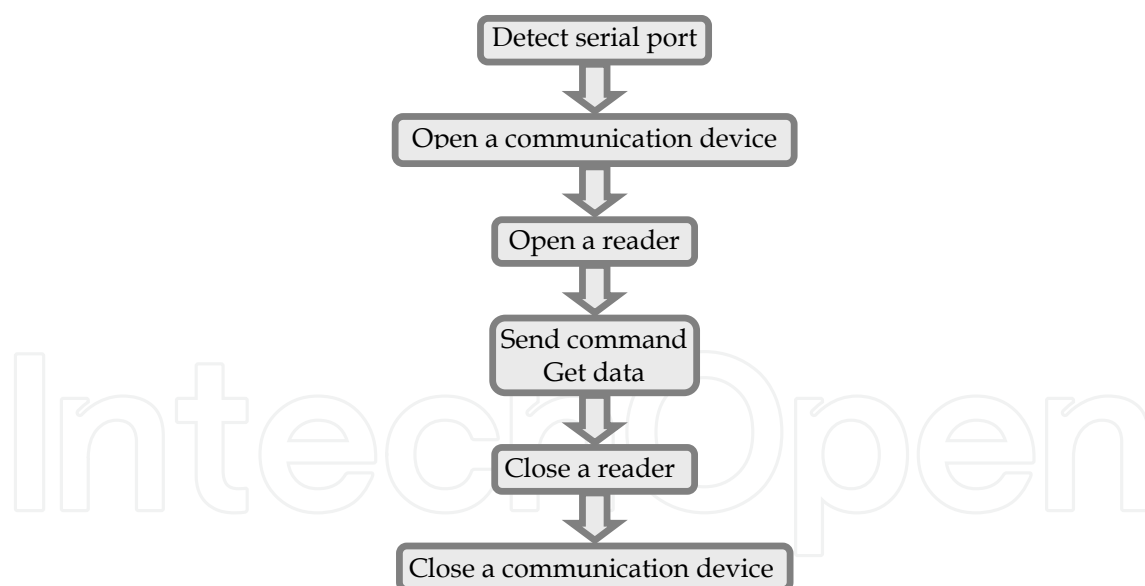 Detect serial port
Open a communication device
Open a reader
Send command
Get data
Close a reader
Close a communication device
IntechOpen